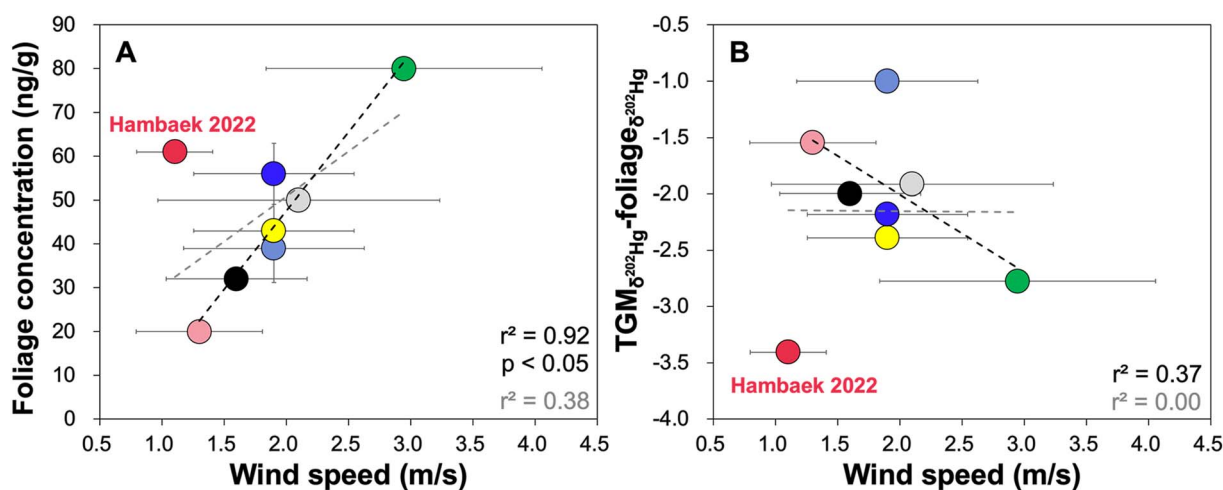 A
Foliage concentration (ng/g)
90
80
70
60
50
40
30
20
10
0
Hambaek 2022
r² = 0.92
p < 0.05
r² = 0.38
0.5 1.0 1.5 2.0 2.5 3.0 3.5 4.0 4.5
Wind speed (m/s)
B
TGMδ²⁰²Hg-foliageδ²⁰²Hg
-0.5
-1.0
-1.5
-2.0
-2.5
-3.0
-3.5
-4.0
Hambaek 2022
r² = 0.37
r² = 0.00
0.5 1.0 1.5 2.0 2.5 3.0 3.5 4.0 4.5
Wind speed (m/s)